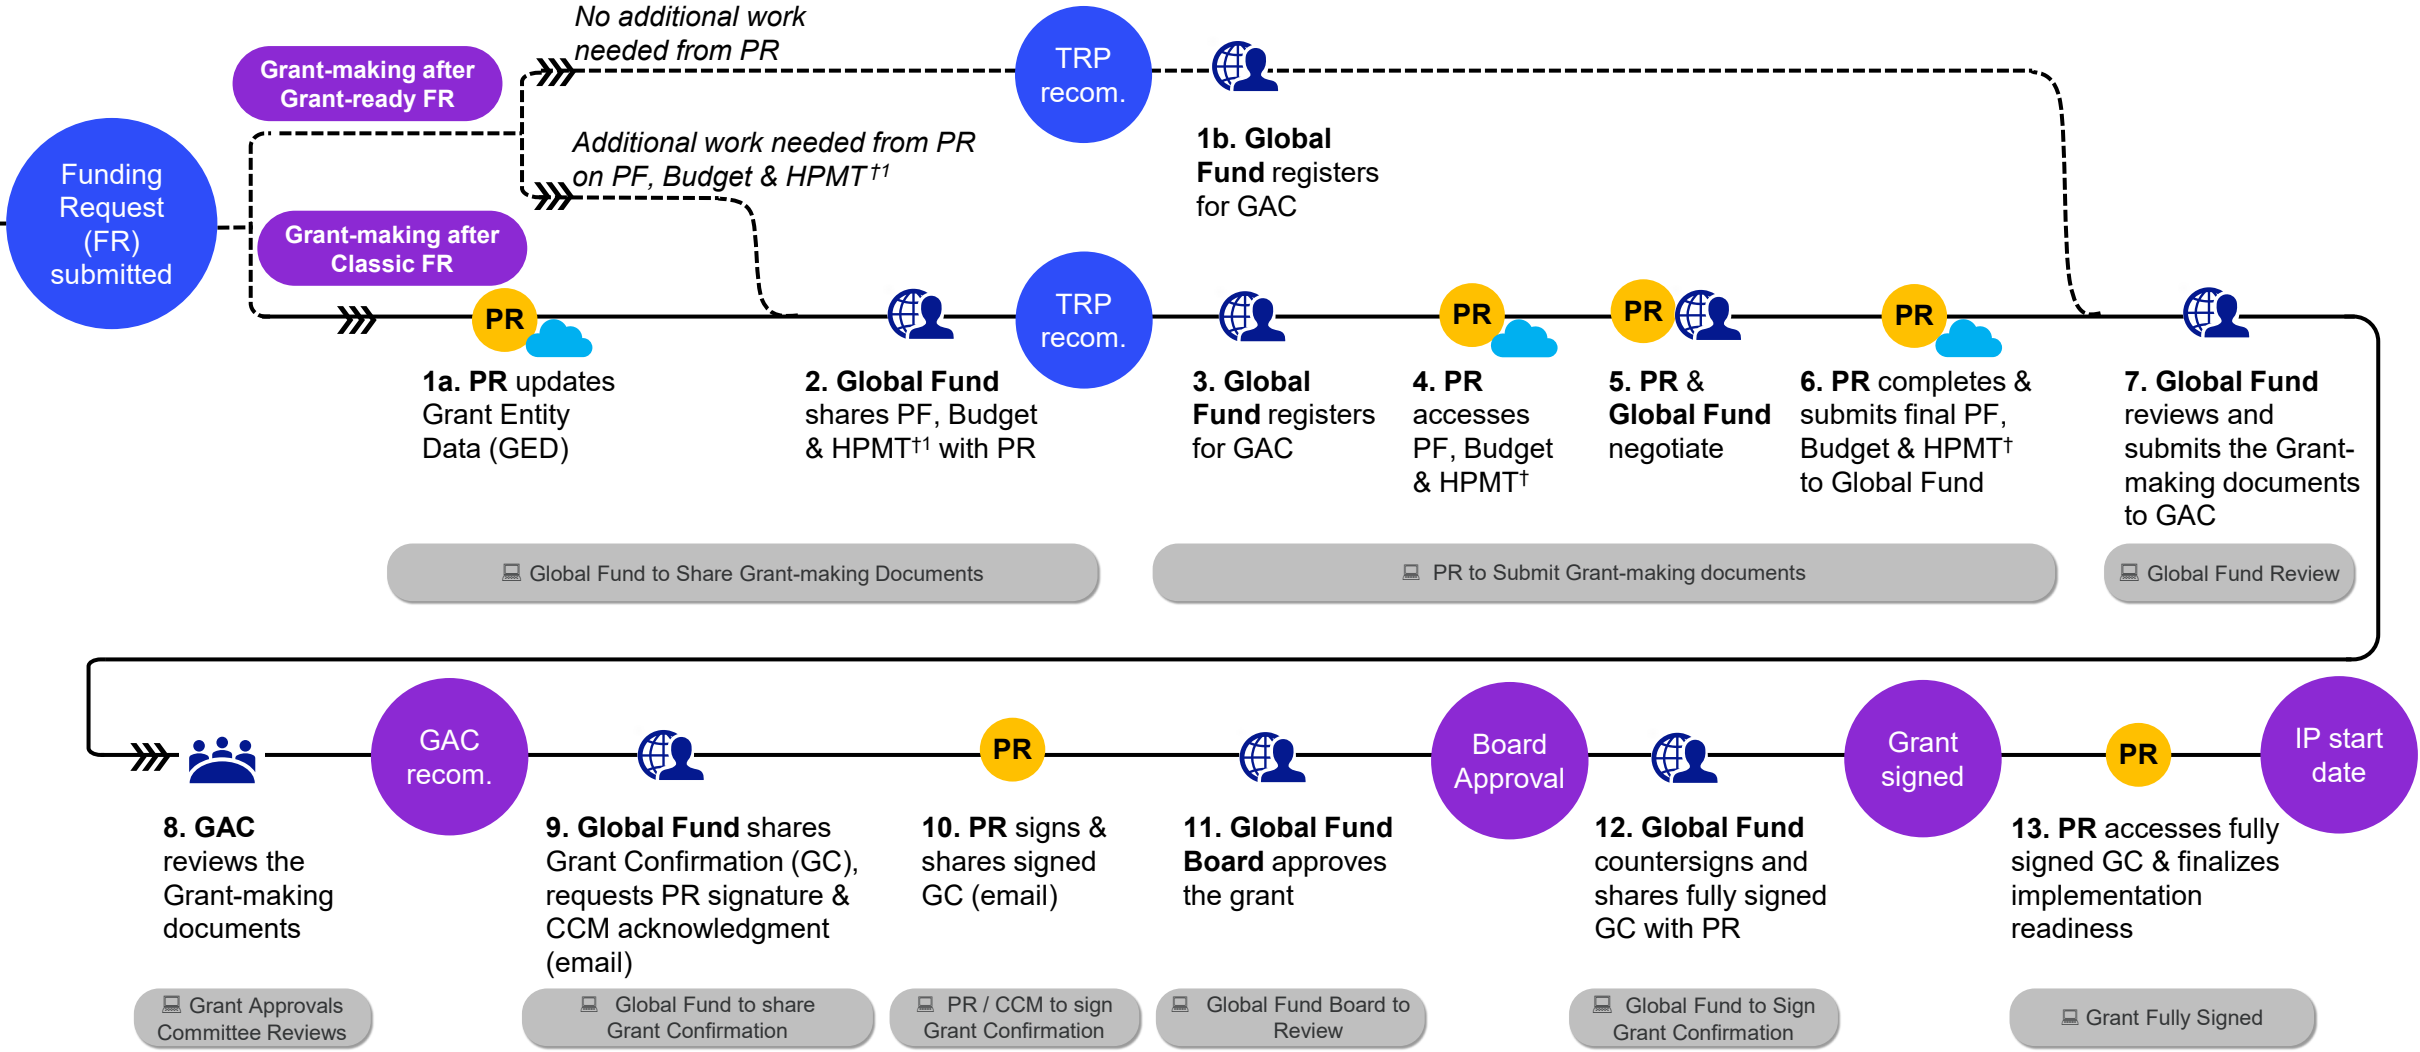 No additional work
needed from PR
Grant-making after
Grant-ready FR
TRP
recom.
1b. Global
Fund registers
for GAC
Additional work needed from PR
on PF, Budget & HPMT†1
Funding
Request
(FR)
submitted
Grant-making after
Classic FR
PR
1a. PR updates
Grant Entity
Data (GED)
2. Global Fund
shares PF, Budget
& HPMT†1 with PR
TRP
recom.
3. Global
Fund registers
for GAC
PR
4. PR
accesses
PF, Budget
& HPMT†
PR
5. PR &
Global Fund
negotiate
PR
6. PR completes &
submits final PF,
Budget & HPMT†
to Global Fund
7. Global Fund
reviews and
submits the Grant-
making documents
to GAC
Global Fund to Share Grant-making Documents
PR to Submit Grant-making documents
Global Fund Review
8. GAC
reviews the
Grant-making
documents
GAC
recom.
9. Global Fund shares
Grant Confirmation (GC),
requests PR signature &
CCM acknowledgment
(email)
PR
10. PR signs &
shares signed
GC (email)
11. Global Fund
Board approves
the grant
Board
Approval
12. Global Fund
countersigns and
shares fully signed
GC with PR
Grant
signed
PR
13. PR accesses fully
signed GC & finalizes
implementation
readiness
IP start
date
Grant Approvals
Committee Reviews
Global Fund to share
Grant Confirmation
PR / CCM to sign
Grant Confirmation
Global Fund Board to
Review
Global Fund to Sign
Grant Confirmation
Grant Fully Signed